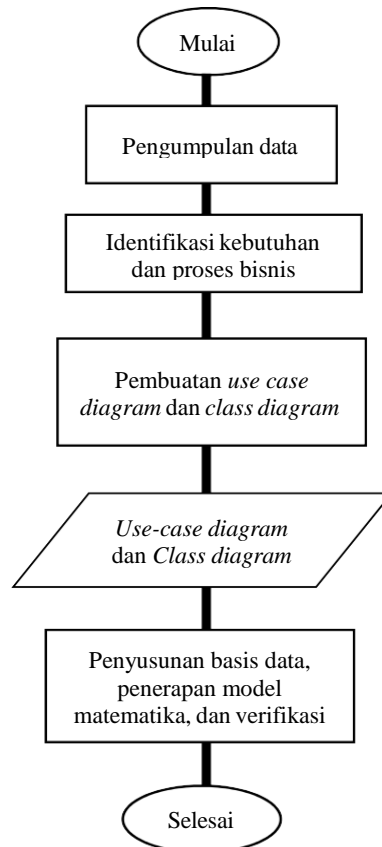 Mulai
Pengumpulan data
Identifikasi kebutuhan
dan proses bisnis
Pembuatan use case
diagram dan class diagram
Use-case diagram
dan Class diagram
Penyusunan basis data,
penerapan model
matematika, dan verifikasi
Selesai